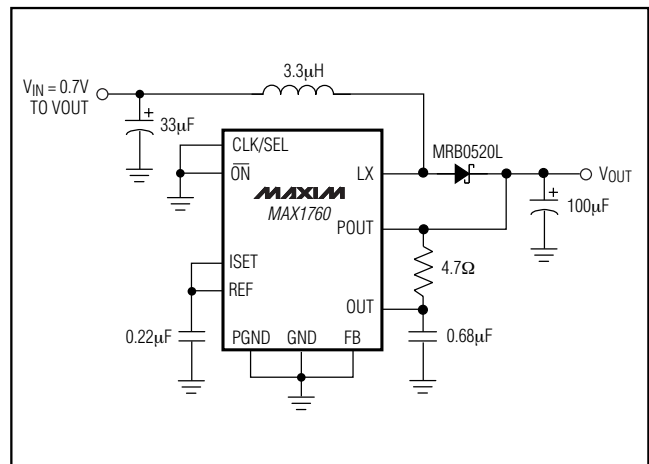 VIN = 0.7V
TO VOUT
3.3µH
+
33µF
CLK/SEL
ON
LX
MRB0520L
VOUT
+
100µF
MAXIM
MAX1760
POUT
4.7Ω
ISET
REF
OUT
0.22µF
PGND GND FB
0.68µF